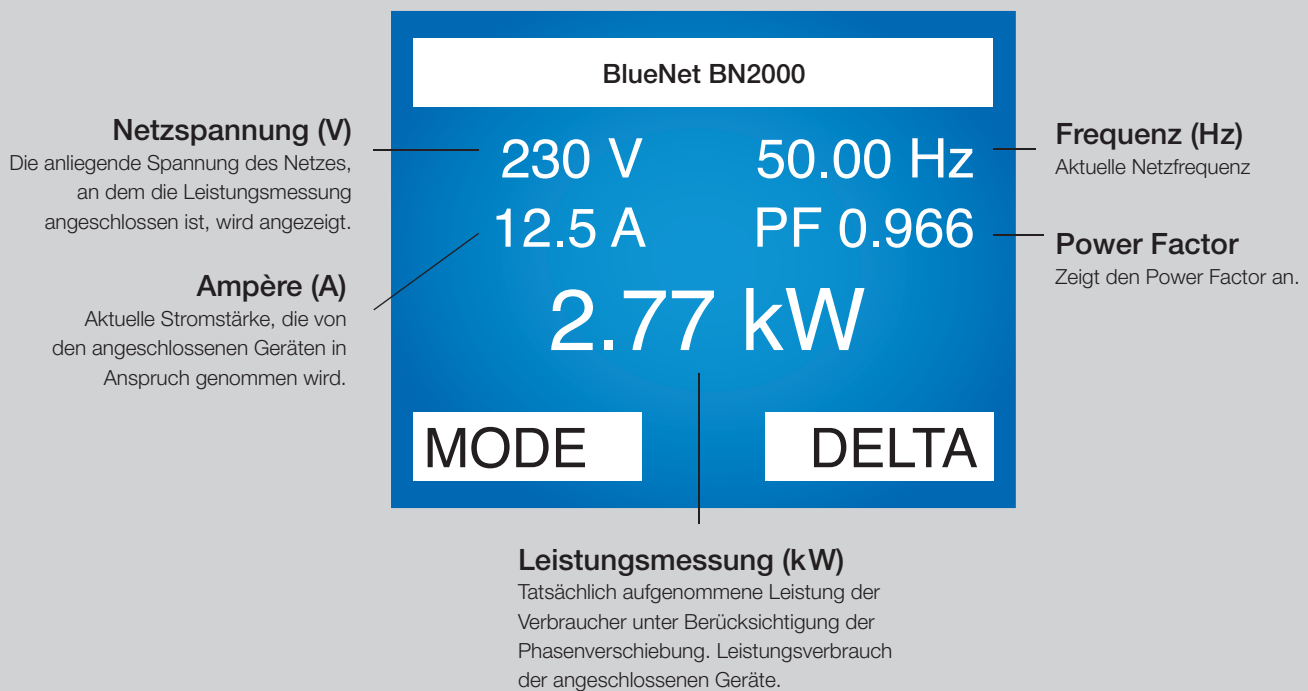 BlueNet BN2000
Netzspannung (V)
Die anliegende Spannung des Netzes,
an dem die Leistungsmessung
angeschlossen ist, wird angezeigt.
Ampère (A)
Aktuelle Stromstärke, die von
den angeschlossenen Geräten in
Anspruch genommen wird.
230 V
50.00 Hz
12.5 A
PF 0.966
2.77 kW
MODE
DELTA
Frequenz (Hz)
Aktuelle Netzfrequenz
Power Factor
Zeigt den Power Factor an.
Leistungsmessung (kW)
Tatsächlich aufgenommene Leistung der
Verbraucher unter Berücksichtigung der
Phasenverschiebung. Leistungsverbrauch
der angeschlossenen Geräte.